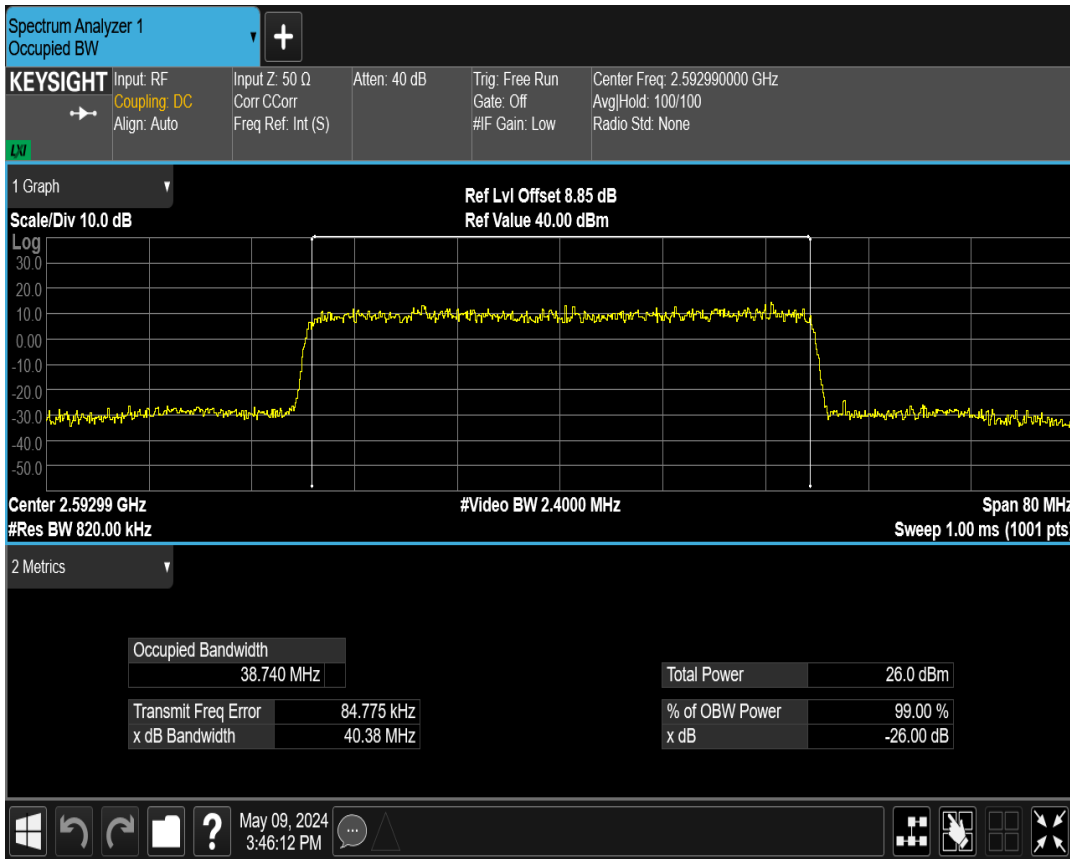 Spectrum Analyzer 1
Occupied BW
+
KEYSIGHT
LXI
Input: RF
Coupling: DC
Align: Auto
Input Z: 50 Ω
Corr CCorr
Freq Ref: Int (S)
Atten: 40 dB
Trig: Free Run
Gate: Off
#IF Gain: Low
Center Freq: 2.592990000 GHz
Avg|Hold: 100/100
Radio Std: None
1 Graph
Ref Lvl Offset 8.85 dB
Scale/Div 10.0 dB
Ref Value 40.00 dBm
Log
30.0
20.0
10.0
0.00
-10.0
-20.0
-30.0
-40.0
-50.0
Center 2.59299 GHz
#Video BW 2.4000 MHz
Span 80 MHz
#Res BW 820.00 kHz
Sweep 1.00 ms (1001 pts)
2 Metrics
Occupied Bandwidth
38.740 MHz
Total Power 26.0 dBm
Transmit Freq Error 84.775 kHz
% of OBW Power 99.00 %
x dB Bandwidth 40.38 MHz
x dB -26.00 dB
?
May 09, 2024
3:46:12 PM